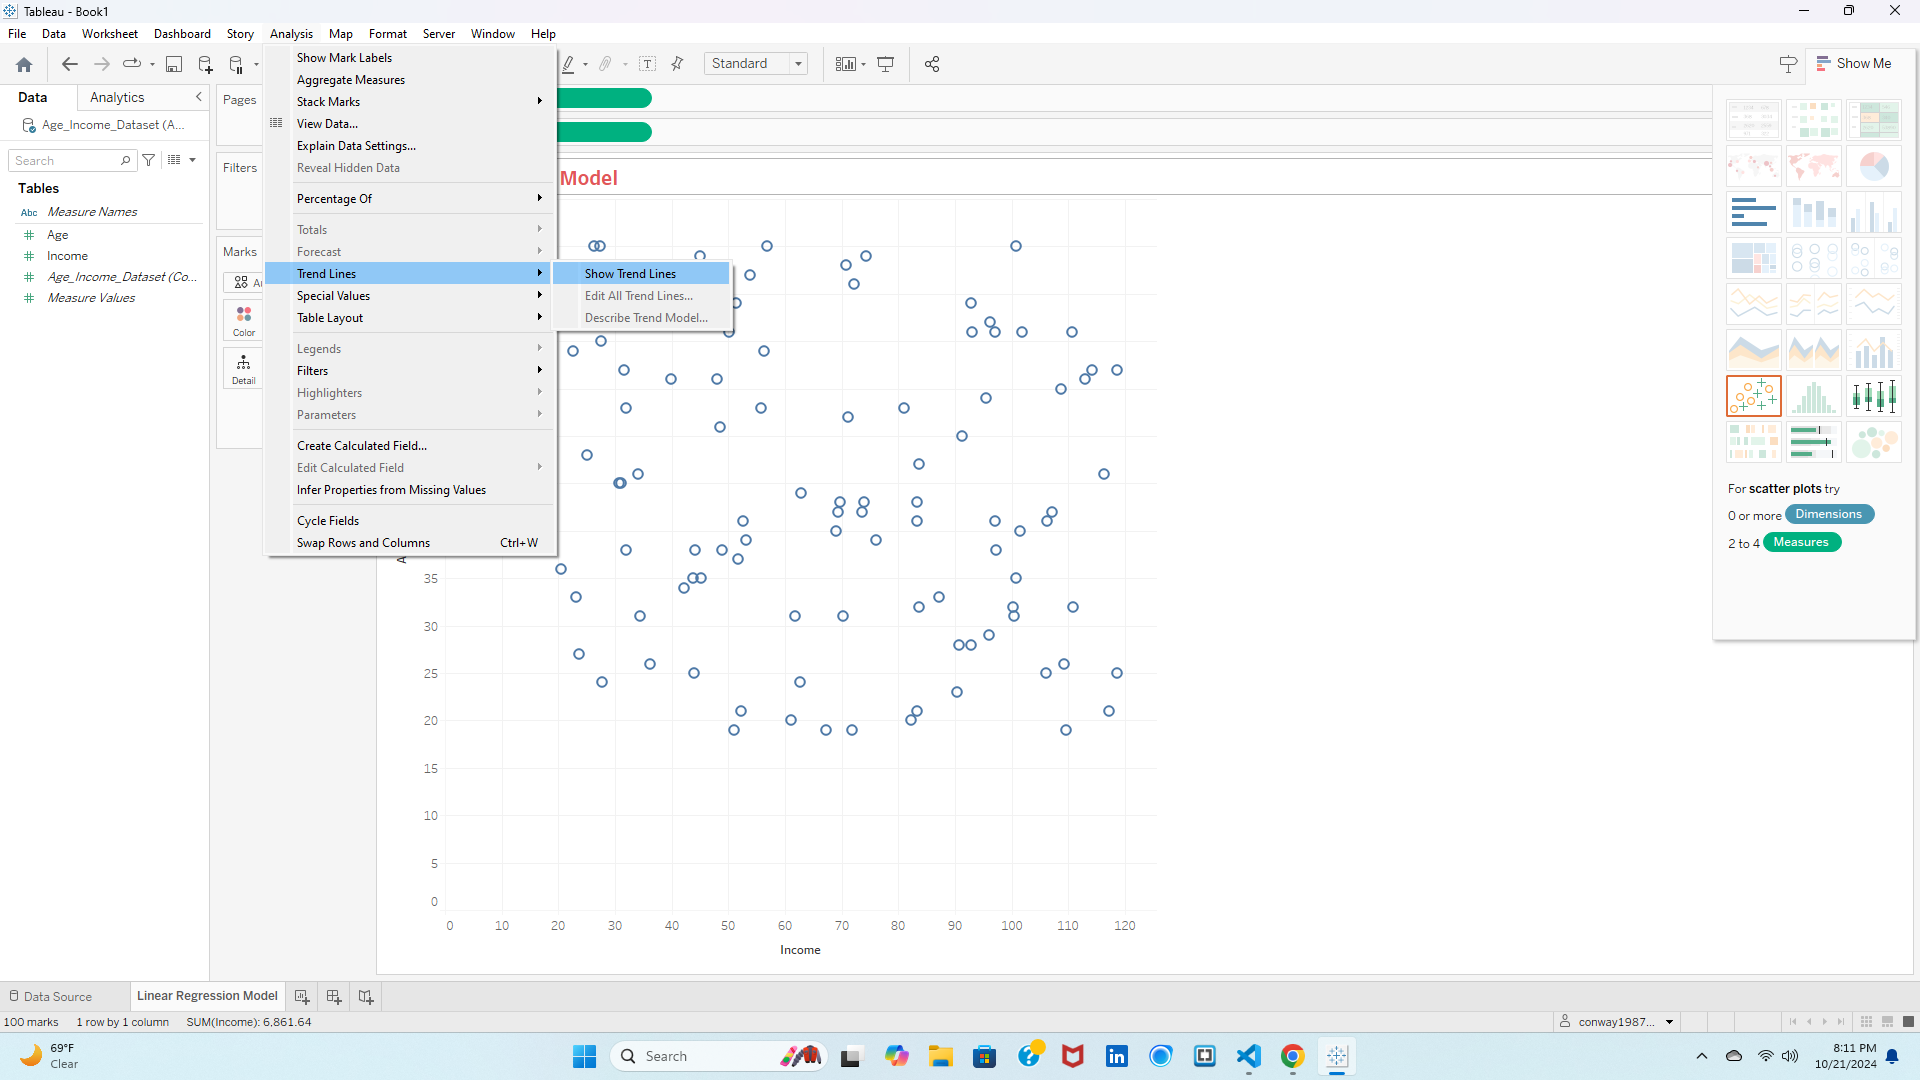 Tableau - Book1
File Data Worksheet Dashboard Story Analysis Map Format Server Window Help
Standard
Show Me
Data Analytics
Age_Income_Dataset (A...
Search
Tables
Abc Measure Names
Age
Income
Age_Income_Dataset (Co...
Measure Values
Pages
Filters
Marks
Color
Detail
Show Mark Labels
Aggregate Measures
Stack Marks
View Data...
Explain Data Settings...
Reveal Hidden Data
Percentage Of
Totals
Forecast
Trend Lines
Special Values
Table Layout
Legends
Filters
Highlighters
Parameters
Create Calculated Field...
Edit Calculated Field
Infer Properties from Missing Values
Cycle Fields
Swap Rows and Columns Ctrl+W
Show Trend Lines
Edit All Trend Lines...
Describe Trend Model...
Model
35
30
25
20
15
10
5
0
0 10 20 30 40 50 60 70 80 90 100 110 120
Income
For scatter plots try
0 or more Dimensions
2 to 4 Measures
Data Source Linear Regression Model
100 marks 1 row by 1 column SUM(Income): 6,861.64
conway1987...
69°F
Clear
Search
8:11 PM
10/21/2024